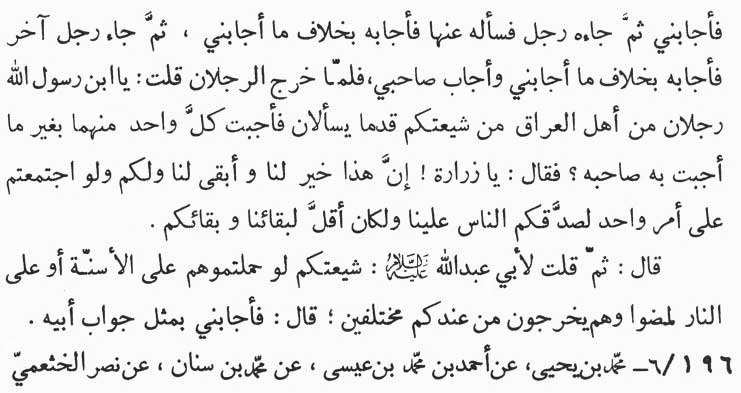 فأجابني ثمَّ جاءه رجل فسأله عنها فأجابه بخلاف ما أجابني ، ثمَّ جاء رجل آخر
فأجابه بخلاف ما أجابني وأجاب صاحبي،فلمّا خرج الرجلان قلت: ياابن رسول الله
رجلان من أهل العراق من شيعتكم قدما يسألان فأجبت كلَّ واحد منهما بغير ما
أجبت به صاحبه ؟ فقال : يا زرارة ! إنَّ هذا خير لنا و أبقى لنا ولكم ولو اجتمعتم
على أمر واحد لصدَّقكم الناس علينا ولكان أقلَّ لبقائنا و بقائكم .
قال : ثمّ قلت لأبي عبدالله عليه السلام : شيعتكم لو حملتموهم على الأسنّة أو على
النار لمضوا وهم يخرجون من عندكم مختلفين ؛ قال : فأجابني بمثل جواب أبيه .
١٩٦/٦_ محمّد بن يحيى، عن أحمد بن محمّد بن عيسى ، عن محمّد بن سنان ، عن نصر الخثعميّ